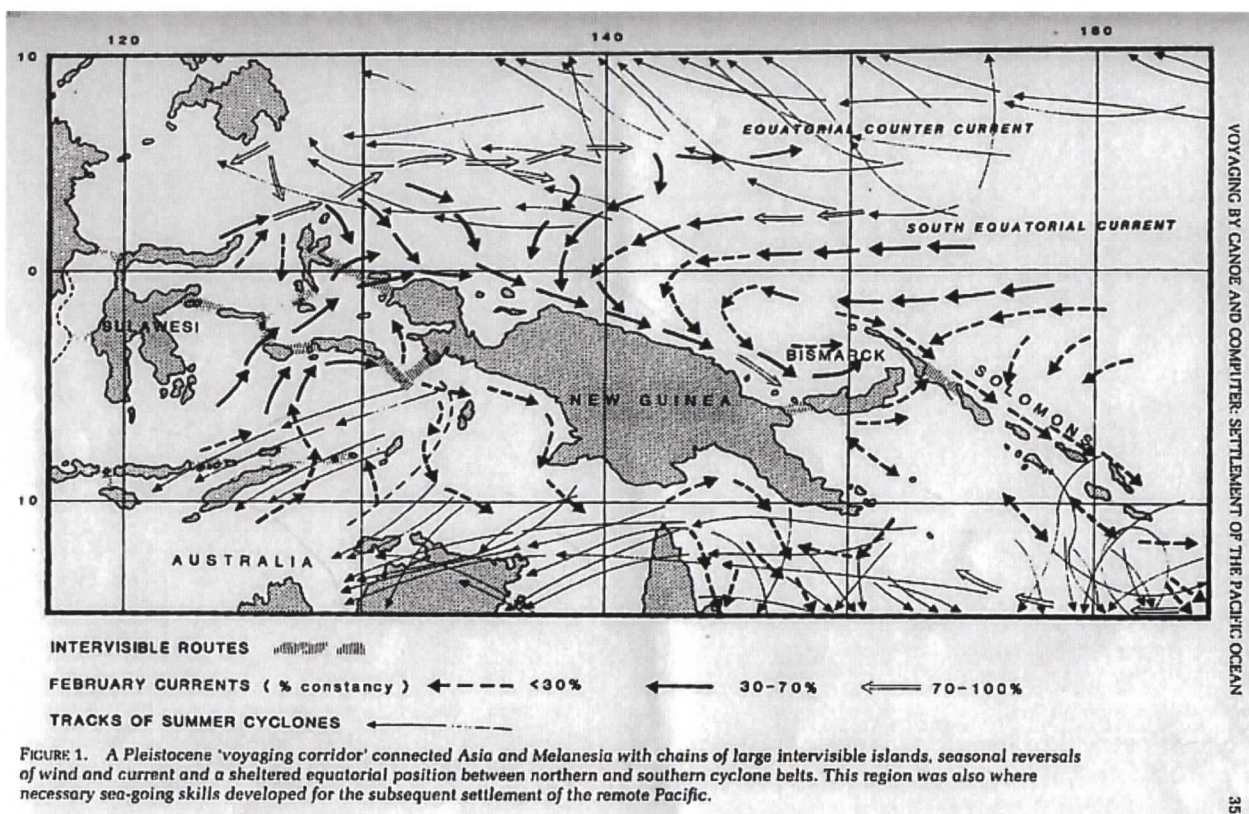 120 140 160
10
EQUATORIAL COUNTER CURRENT
SOUTH EQUATORIAL CURRENT
0
SULAWESI
BISMARCK
NEW GUINEA
SOLOMONS
10
AUSTRALIA
INTERVISIBLE ROUTES
FEBRUARY CURRENTS ( % constancy ) <30% 30-70% 70-100%
TRACKS OF SUMMER CYCLONES
FIGURE 1. A Pleistocene 'voyaging corridor' connected Asia and Melanesia with chains of large intervisible islands, seasonal reversals
of wind and current and a sheltered equatorial position between northern and southern cyclone belts. This region was also where
necessary sea-going skills developed for the subsequent settlement of the remote Pacific.
VOYAGING BY CANOE AND COMPUTER: SETTLEMENT OF THE PACIFIC OCEAN
35